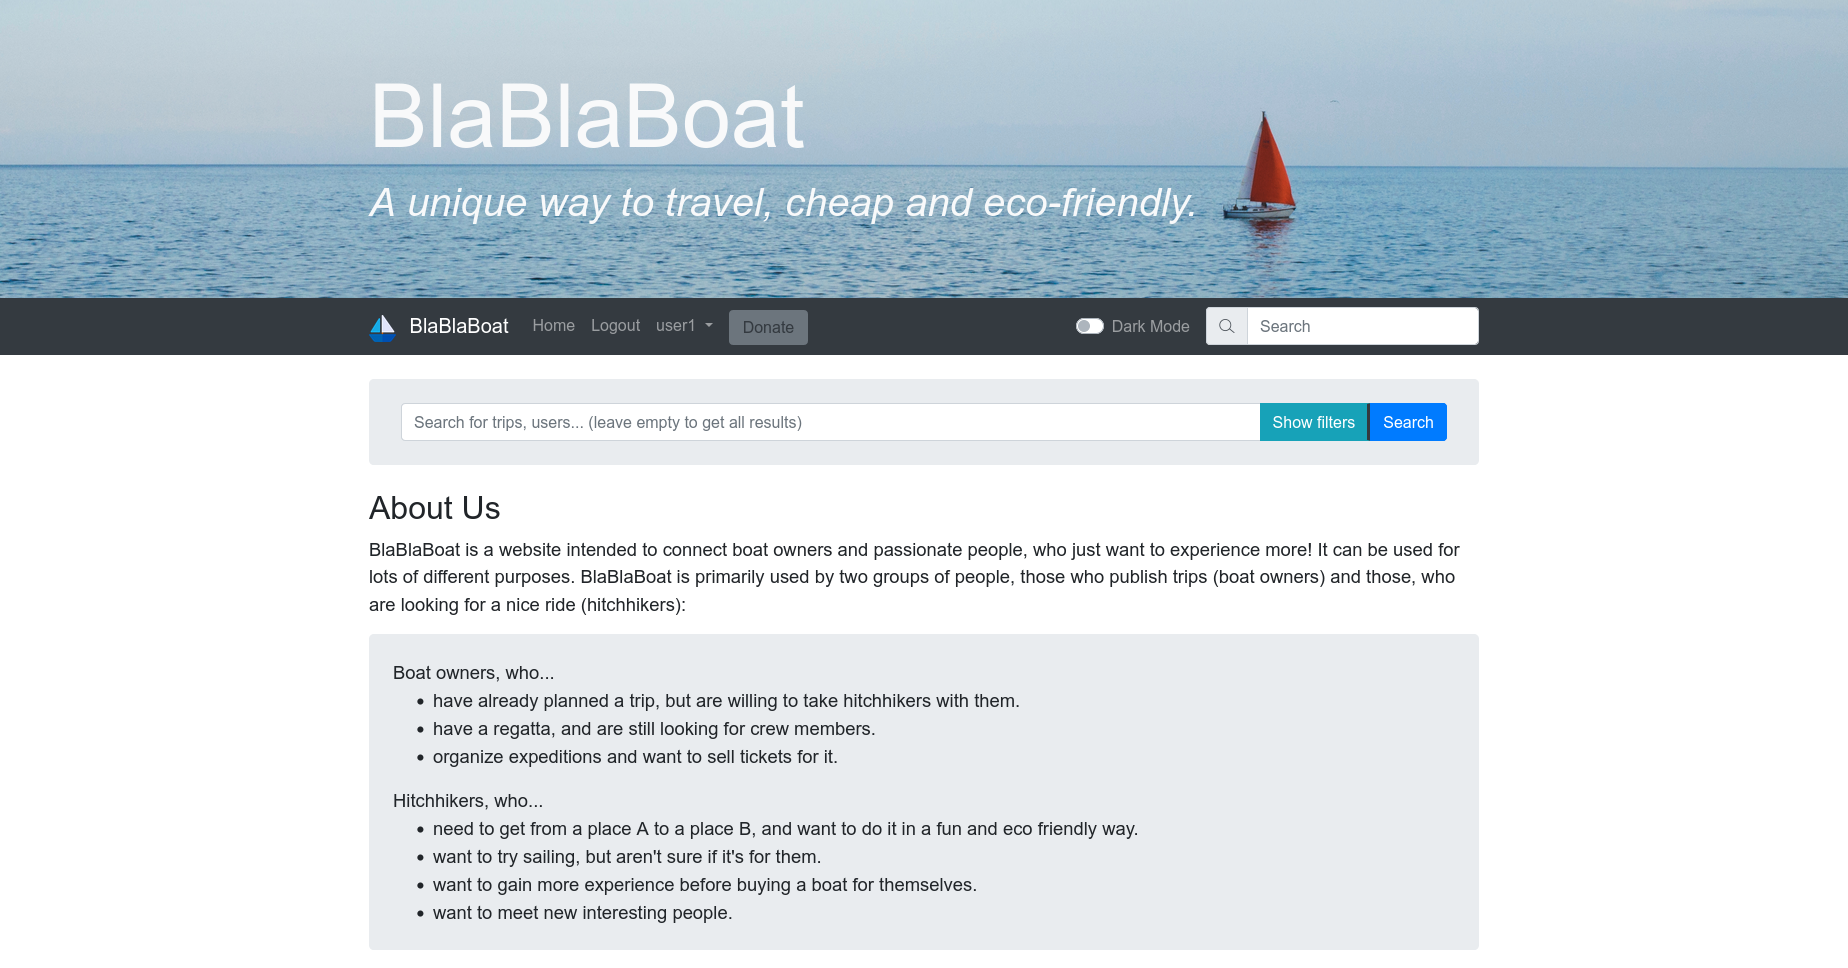 BlaBlaBoat
A unique way to travel, cheap and eco-friendly.
BlaBlaBoat Home Logout user1 Donate Dark Mode Search
Search for trips, users... (leave empty to get all results) Show filters Search
About Us
BlaBlaBoat is a website intended to connect boat owners and passionate people, who just want to experience more! It can be used for
lots of different purposes. BlaBlaBoat is primarily used by two groups of people, those who publish trips (boat owners) and those, who
are looking for a nice ride (hitchhikers):
Boat owners, who...
• have already planned a trip, but are willing to take hitchhikers with them.
• have a regatta, and are still looking for crew members.
• organize expeditions and want to sell tickets for it.
Hitchhikers, who...
• need to get from a place A to a place B, and want to do it in a fun and eco friendly way.
• want to try sailing, but aren't sure if it's for them.
• want to gain more experience before buying a boat for themselves.
• want to meet new interesting people.